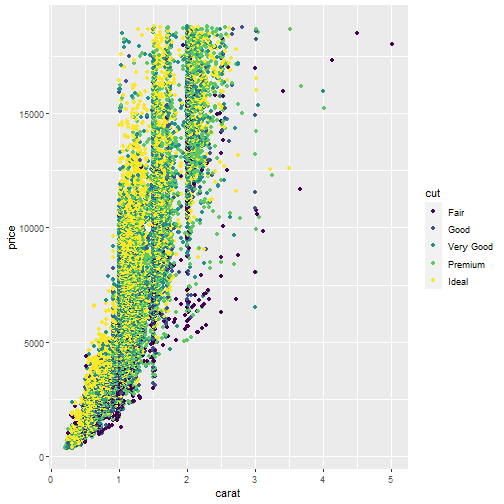 15000
10000
5000
0
price
0 1 2 3 4 5
carat
cut
Fair
Good
Very Good
Premium
Ideal